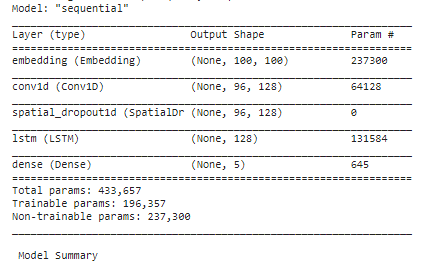 Model: "sequential"
Layer (type) Output Shape Param #
embedding (Embedding) (None, 100, 100) 237300
conv1d (Conv1D) (None, 96, 128) 64128
spatial_dropout1d (SpatialDr (None, 96, 128) 0
lstm (LSTM) (None, 128) 131584
dense (Dense) (None, 5) 645
Total params: 433,657
Trainable params: 196,357
Non-trainable params: 237,300
Model Summary